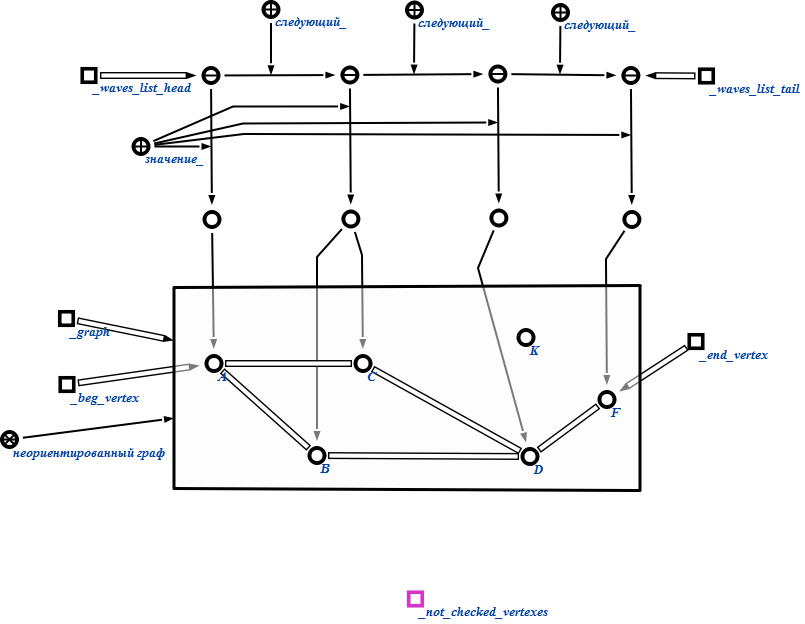 следующий_
следующий_
следующий_
_waves_list_head
_waves_list_tail
значение_
_graph
_end_vertex
K
A
C
_beg_vertex
F
неориентированный граф
B
D
_not_checked_vertexes